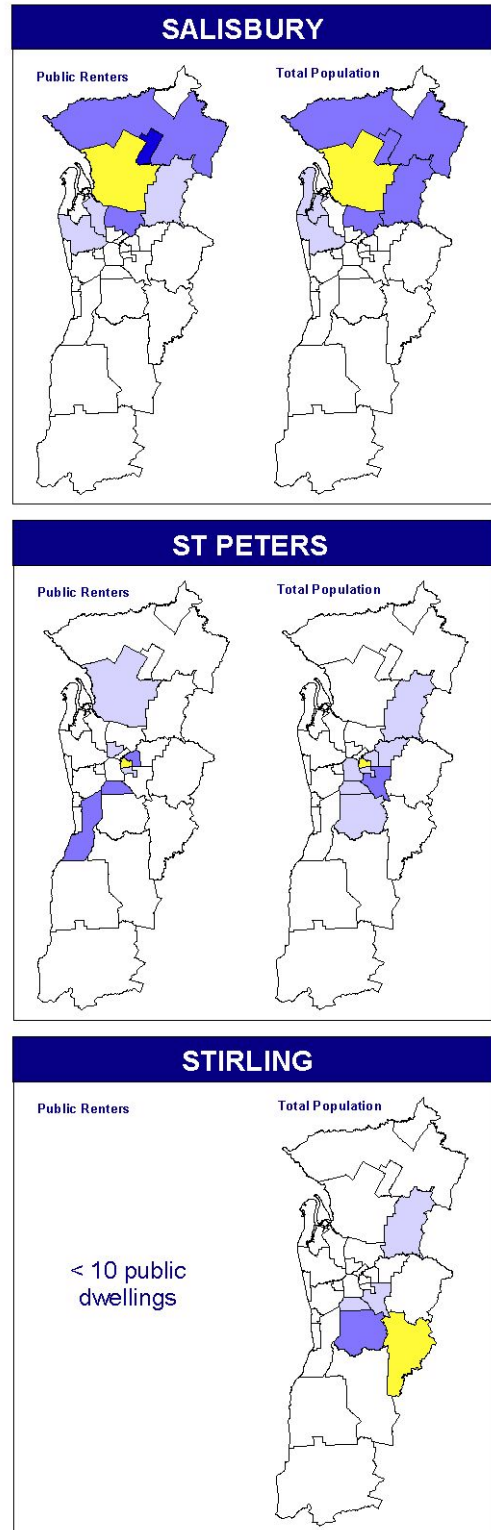 SALISBURY
Public Renters
Total Population
ST PETERS
Public Renters
Total Population
STIRLING
Public Renters
Total Population
< 10 public
dwellings